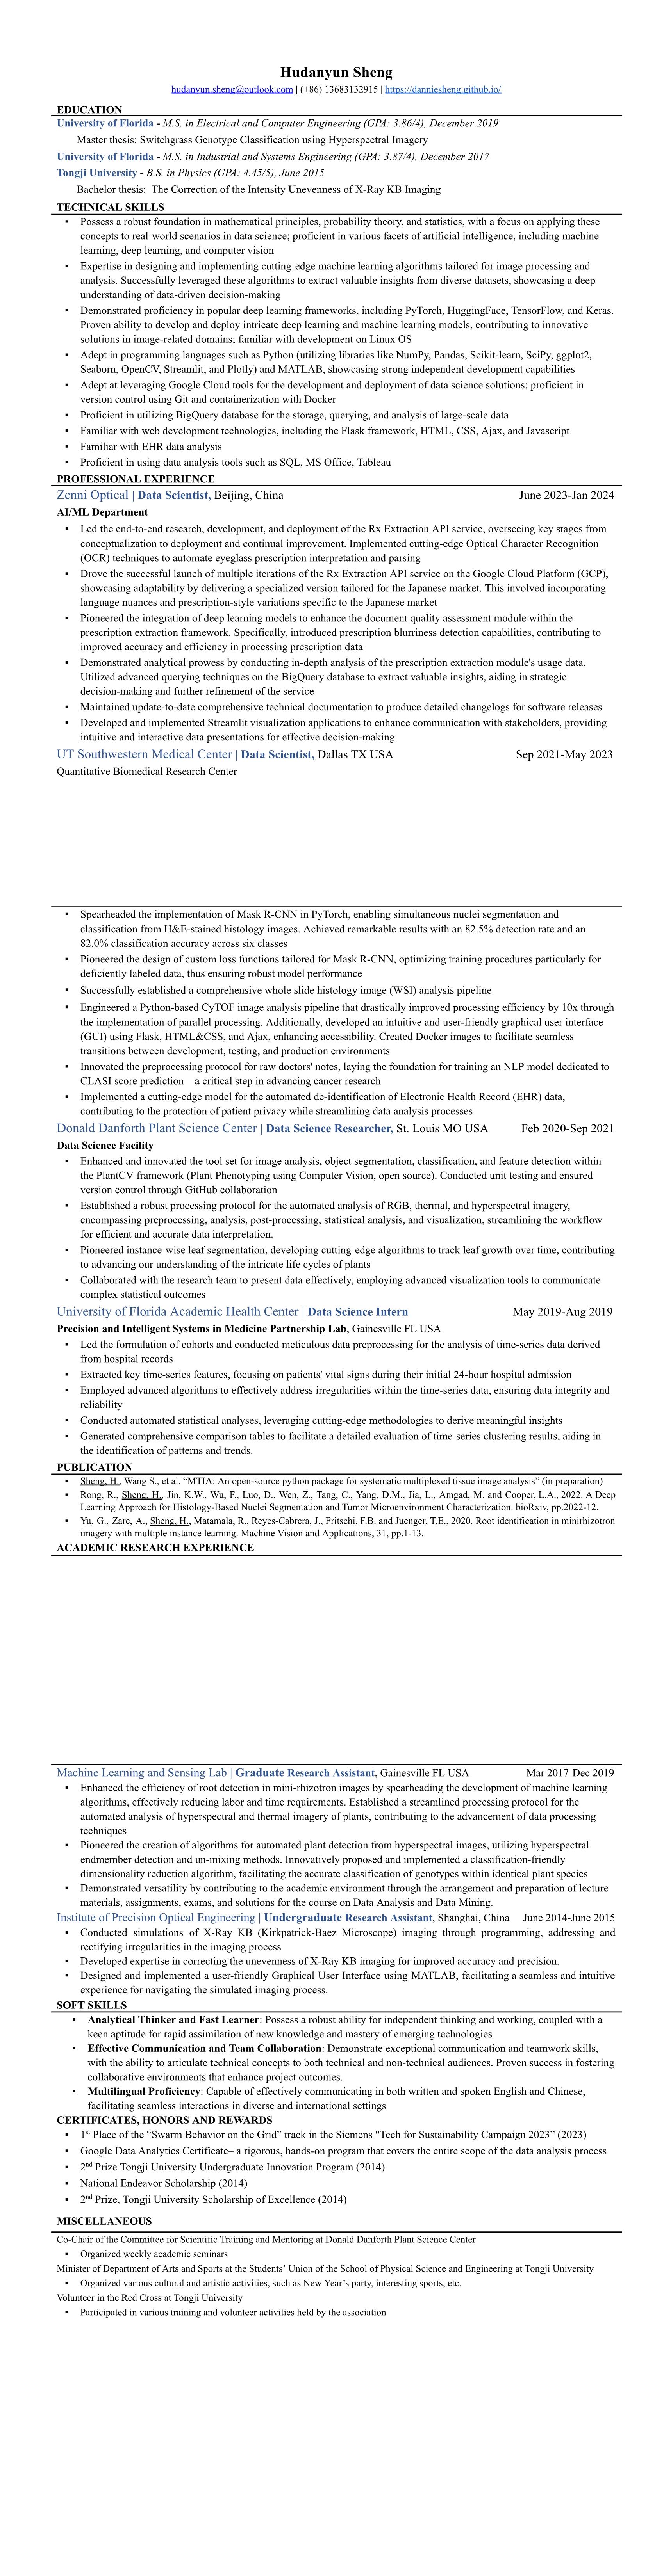 Hudanyun Sheng
hudanyun.sheng@outlook.com | (+86) 13683132915 | https://danniesheng.github.io/
EDUCATION
University of Florida - M.S. in Electrical and Computer Engineering (GPA: 3.86/4), December 2019
Master thesis: Switchgrass Genotype Classification using Hyperspectral Imagery
University of Florida - M.S. in Industrial and Systems Engineering (GPA: 3.87/4), December 2017
Tongji University - B.S. in Physics (GPA: 4.45/5), June 2015
Bachelor thesis: The Correction of the Intensity Unevenness of X-Ray KB Imaging
TECHNICAL SKILLS
▪ Possess a robust foundation in mathematical principles, probability theory, and statistics, with a focus on applying these
concepts to real-world scenarios in data science; proficient in various facets of artificial intelligence, including machine
learning, deep learning, and computer vision
▪ Expertise in designing and implementing cutting-edge machine learning algorithms tailored for image processing and
analysis. Successfully leveraged these algorithms to extract valuable insights from diverse datasets, showcasing a deep
understanding of data-driven decision-making
▪ Demonstrated proficiency in popular deep learning frameworks, including PyTorch, HuggingFace, TensorFlow, and Keras.
Proven ability to develop and deploy intricate deep learning and machine learning models, contributing to innovative
solutions in image-related domains; familiar with development on Linux OS
▪ Adept in programming languages such as Python (utilizing libraries like NumPy, Pandas, Scikit-learn, SciPy, ggplot2,
Seaborn, OpenCV, Streamlit, and Plotly) and MATLAB, showcasing strong independent development capabilities
▪ Adept at leveraging Google Cloud tools for the development and deployment of data science solutions; proficient in
version control using Git and containerization with Docker
▪ Proficient in utilizing BigQuery database for the storage, querying, and analysis of large-scale data
▪ Familiar with web development technologies, including the Flask framework, HTML, CSS, Ajax, and Javascript
▪ Familiar with EHR data analysis
▪ Proficient in using data analysis tools such as SQL, MS Office, Tableau
PROFESSIONAL EXPERIENCE
Zenni Optical | Data Scientist, Beijing, China June 2023-Jan 2024
AI/ML Department
▪ Led the end-to-end research, development, and deployment of the Rx Extraction API service, overseeing key stages from
conceptualization to deployment and continual improvement. Implemented cutting-edge Optical Character Recognition
(OCR) techniques to automate eyeglass prescription interpretation and parsing
▪ Drove the successful launch of multiple iterations of the Rx Extraction API service on the Google Cloud Platform (GCP),
showcasing adaptability by delivering a specialized version tailored for the Japanese market. This involved incorporating
language nuances and prescription-style variations specific to the Japanese market
▪ Pioneered the integration of deep learning models to enhance the document quality assessment module within the
prescription extraction framework. Specifically, introduced prescription blurriness detection capabilities, contributing to
improved accuracy and efficiency in processing prescription data
▪ Demonstrated analytical prowess by conducting in-depth analysis of the prescription extraction module's usage data.
Utilized advanced querying techniques on the BigQuery database to extract valuable insights, aiding in strategic
decision-making and further refinement of the service
▪ Maintained update-to-date comprehensive technical documentation to produce detailed changelogs for software releases
▪ Developed and implemented Streamlit visualization applications to enhance communication with stakeholders, providing
intuitive and interactive data presentations for effective decision-making
UT Southwestern Medical Center | Data Scientist, Dallas TX USA Sep 2021-May 2023
Quantitative Biomedical Research Center
▪ Spearheaded the implementation of Mask R-CNN in PyTorch, enabling simultaneous nuclei segmentation and
classification from H&E-stained histology images. Achieved remarkable results with an 82.5% detection rate and an
82.0% classification accuracy across six classes
▪ Pioneered the design of custom loss functions tailored for Mask R-CNN, optimizing training procedures particularly for
deficiently labeled data, thus ensuring robust model performance
▪ Successfully established a comprehensive whole slide histology image (WSI) analysis pipeline
▪ Engineered a Python-based CyTOF image analysis pipeline that drastically improved processing efficiency by 10x through
the implementation of parallel processing. Additionally, developed an intuitive and user-friendly graphical user interface
(GUI) using Flask, HTML&CSS, and Ajax, enhancing accessibility. Created Docker images to facilitate seamless
transitions between development, testing, and production environments
▪ Innovated the preprocessing protocol for raw doctors' notes, laying the foundation for training an NLP model dedicated to
CLASI score prediction—a critical step in advancing cancer research
▪ Implemented a cutting-edge model for the automated de-identification of Electronic Health Record (EHR) data,
contributing to the protection of patient privacy while streamlining data analysis processes
Donald Danforth Plant Science Center | Data Science Researcher, St. Louis MO USA Feb 2020-Sep 2021
Data Science Facility
▪ Enhanced and innovated the tool set for image analysis, object segmentation, classification, and feature detection within
the PlantCV framework (Plant Phenotyping using Computer Vision, open source). Conducted unit testing and ensured
version control through GitHub collaboration
▪ Established a robust processing protocol for the automated analysis of RGB, thermal, and hyperspectral imagery,
encompassing preprocessing, analysis, post-processing, statistical analysis, and visualization, streamlining the workflow
for efficient and accurate data interpretation.
▪ Pioneered instance-wise leaf segmentation, developing cutting-edge algorithms to track leaf growth over time, contributing
to advancing our understanding of the intricate life cycles of plants
▪ Collaborated with the research team to present data effectively, employing advanced visualization tools to communicate
complex statistical outcomes
University of Florida Academic Health Center | Data Science Intern May 2019-Aug 2019
Precision and Intelligent Systems in Medicine Partnership Lab, Gainesville FL USA
▪ Led the formulation of cohorts and conducted meticulous data preprocessing for the analysis of time-series data derived
from hospital records
▪ Extracted key time-series features, focusing on patients' vital signs during their initial 24-hour hospital admission
▪ Employed advanced algorithms to effectively address irregularities within the time-series data, ensuring data integrity and
reliability
▪ Conducted automated statistical analyses, leveraging cutting-edge methodologies to derive meaningful insights
▪ Generated comprehensive comparison tables to facilitate a detailed evaluation of time-series clustering results, aiding in
the identification of patterns and trends.
PUBLICATION
▪ Sheng, H., Wang S., et al. “MTIA: An open-source python package for systematic multiplexed tissue image analysis” (in preparation)
▪ Rong, R., Sheng, H., Jin, K.W., Wu, F., Luo, D., Wen, Z., Tang, C., Yang, D.M., Jia, L., Amgad, M. and Cooper, L.A., 2022. A Deep
Learning Approach for Histology-Based Nuclei Segmentation and Tumor Microenvironment Characterization. bioRxiv, pp.2022-12.
▪ Yu, G., Zare, A., Sheng, H., Matamala, R., Reyes-Cabrera, J., Fritschi, F.B. and Juenger, T.E., 2020. Root identification in minirhizotron
imagery with multiple instance learning. Machine Vision and Applications, 31, pp.1-13.
ACADEMIC RESEARCH EXPERIENCE
Machine Learning and Sensing Lab | Graduate Research Assistant, Gainesville FL USA Mar 2017-Dec 2019
▪ Enhanced the efficiency of root detection in mini-rhizotron images by spearheading the development of machine learning
algorithms, effectively reducing labor and time requirements. Established a streamlined processing protocol for the
automated analysis of hyperspectral and thermal imagery of plants, contributing to the advancement of data processing
techniques
▪ Pioneered the creation of algorithms for automated plant detection from hyperspectral images, utilizing hyperspectral
endmember detection and un-mixing methods. Innovatively proposed and implemented a classification-friendly
dimensionality reduction algorithm, facilitating the accurate classification of genotypes within identical plant species
▪ Demonstrated versatility by contributing to the academic environment through the arrangement and preparation of lecture
materials, assignments, exams, and solutions for the course on Data Analysis and Data Mining.
Institute of Precision Optical Engineering | Undergraduate Research Assistant, Shanghai, China June 2014-June 2015
▪ Conducted simulations of X-Ray KB (Kirkpatrick-Baez Microscope) imaging through programming, addressing and
rectifying irregularities in the imaging process
▪ Developed expertise in correcting the unevenness of X-Ray KB imaging for improved accuracy and precision.
▪ Designed and implemented a user-friendly Graphical User Interface using MATLAB, facilitating a seamless and intuitive
experience for navigating the simulated imaging process.
SOFT SKILLS
▪ Analytical Thinker and Fast Learner: Possess a robust ability for independent thinking and working, coupled with a
keen aptitude for rapid assimilation of new knowledge and mastery of emerging technologies
▪ Effective Communication and Team Collaboration: Demonstrate exceptional communication and teamwork skills,
with the ability to articulate technical concepts to both technical and non-technical audiences. Proven success in fostering
collaborative environments that enhance project outcomes.
▪ Multilingual Proficiency: Capable of effectively communicating in both written and spoken English and Chinese,
facilitating seamless interactions in diverse and international settings
CERTIFICATES, HONORS AND REWARDS
▪ 1st Place of the “Swarm Behavior on the Grid” track in the Siemens "Tech for Sustainability Campaign 2023” (2023)
▪ Google Data Analytics Certificate– a rigorous, hands-on program that covers the entire scope of the data analysis process
▪ 2nd Prize Tongji University Undergraduate Innovation Program (2014)
▪ National Endeavor Scholarship (2014)
▪ 2nd Prize, Tongji University Scholarship of Excellence (2014)
MISCELLANEOUS
Co-Chair of the Committee for Scientific Training and Mentoring at Donald Danforth Plant Science Center
▪ Organized weekly academic seminars
Minister of Department of Arts and Sports at the Students’ Union of the School of Physical Science and Engineering at Tongji University
▪ Organized various cultural and artistic activities, such as New Year’s party, interesting sports, etc.
Volunteer in the Red Cross at Tongji University
▪ Participated in various training and volunteer activities held by the association